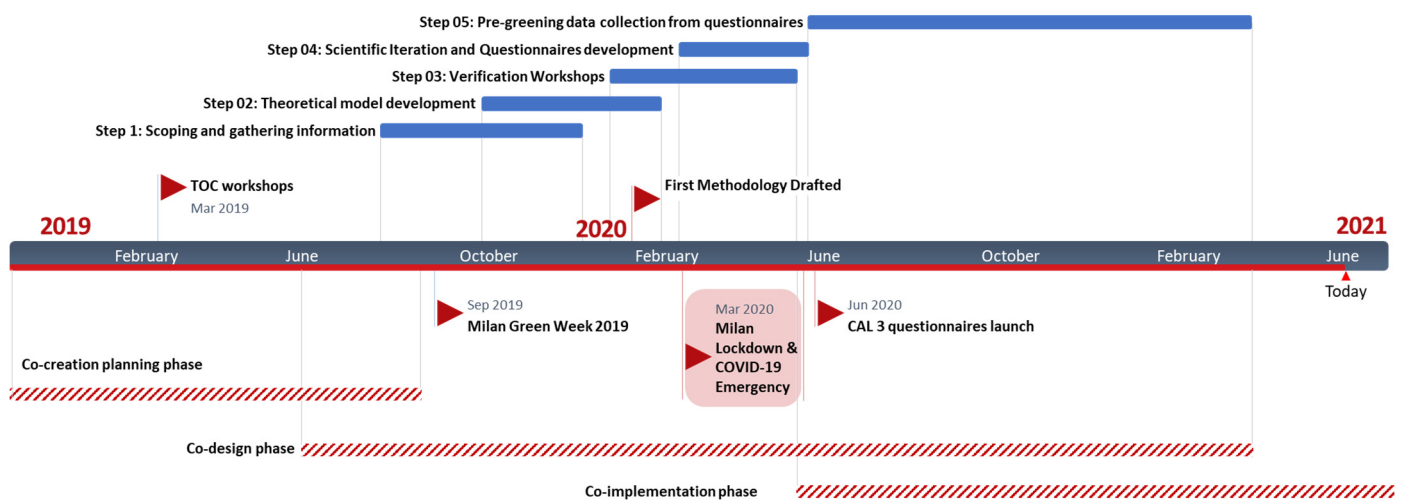 Step 05: Pre-greening data collection from questionnaires
Step 04: Scientific Iteration and Questionnaires development
Step 03: Verification Workshops
Step 02: Theoretical model development
Step 1: Scoping and gathering information
TOC workshops
Mar 2019
First Methodology Drafted
2019
2020
2021
February
June
October
February
June
October
February
June
Today
Sep 2019
Milan Green Week 2019
Mar 2020
Milan
Lockdown &
COVID-19
Emergency
Jun 2020
CAL 3 questionnaires launch
Co-creation planning phase
Co-design phase
Co-implementation phase